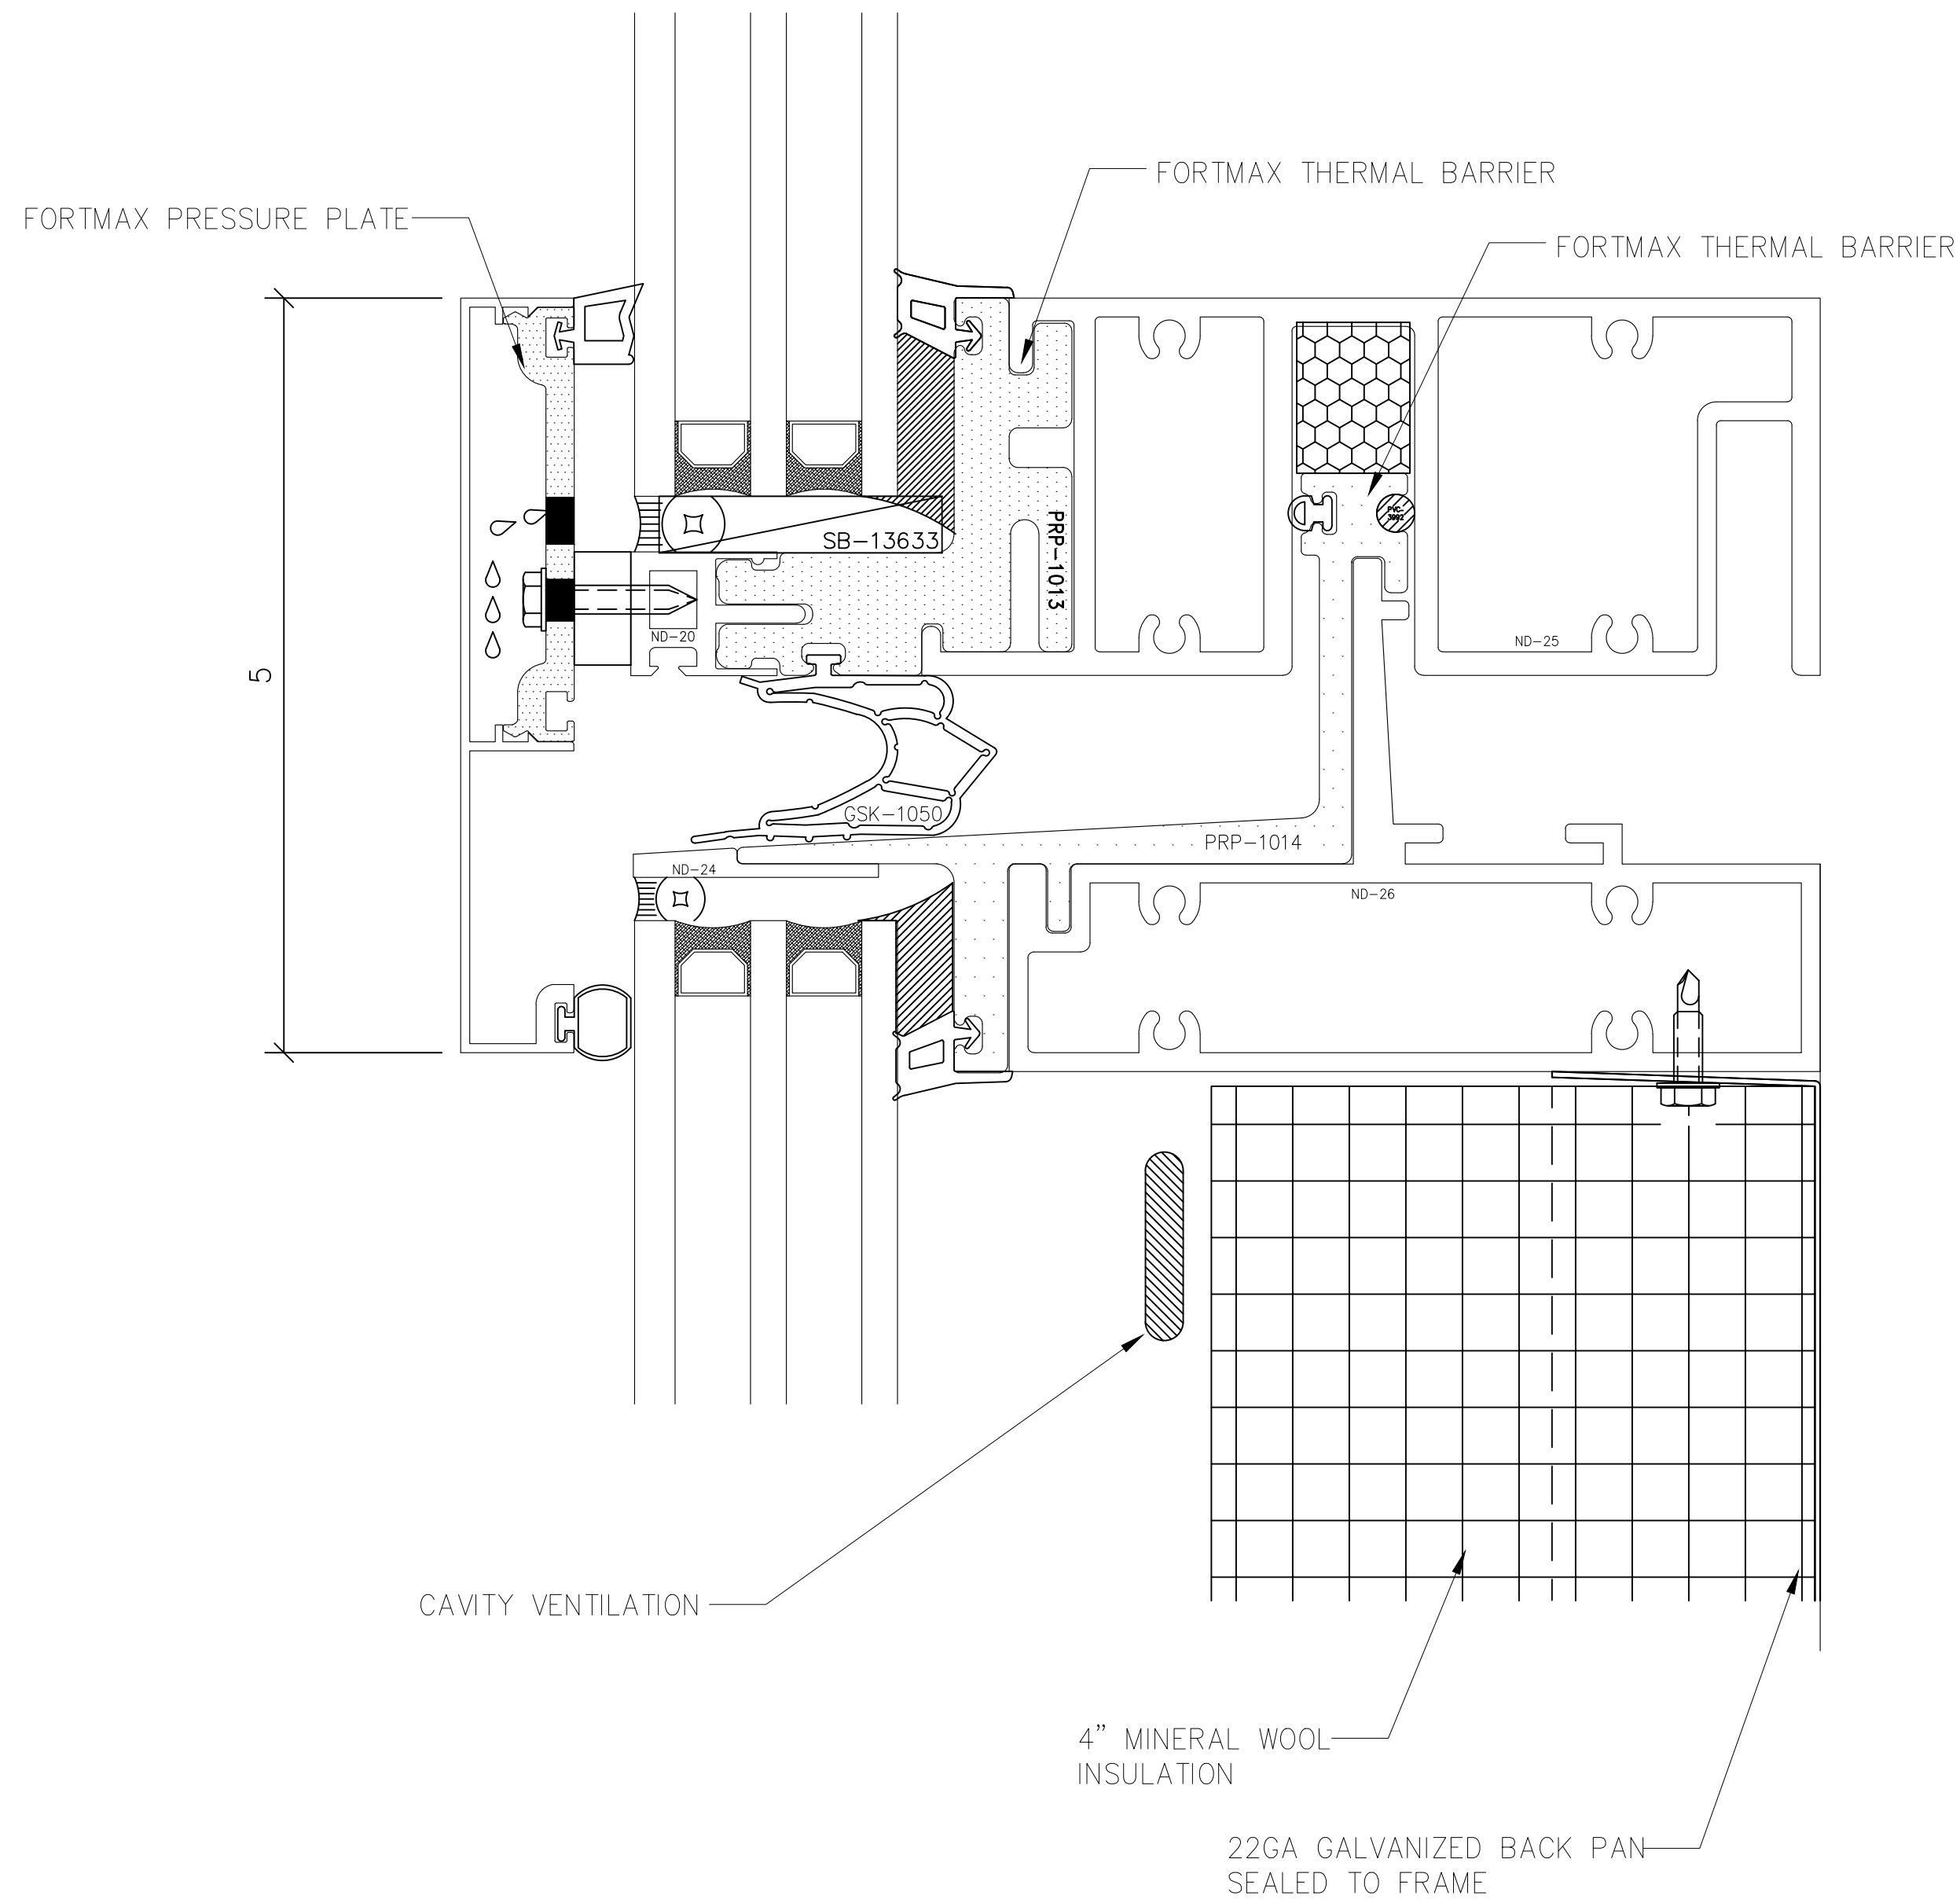 FORTMAX THERMAL BARRIER
FORTMAX PRESSURE PLATE
FORTMAX THERMAL BARRIER
SB-13633
PRP-1013
PVC-
3992
ND-20
ND-25
5
GSK-1050
PRP-1014
ND-24
ND-26
CAVITY VENTILATION
4" MINERAL WOOL
INSULATION
22GA GALVANIZED BACK PAN
SEALED TO FRAME